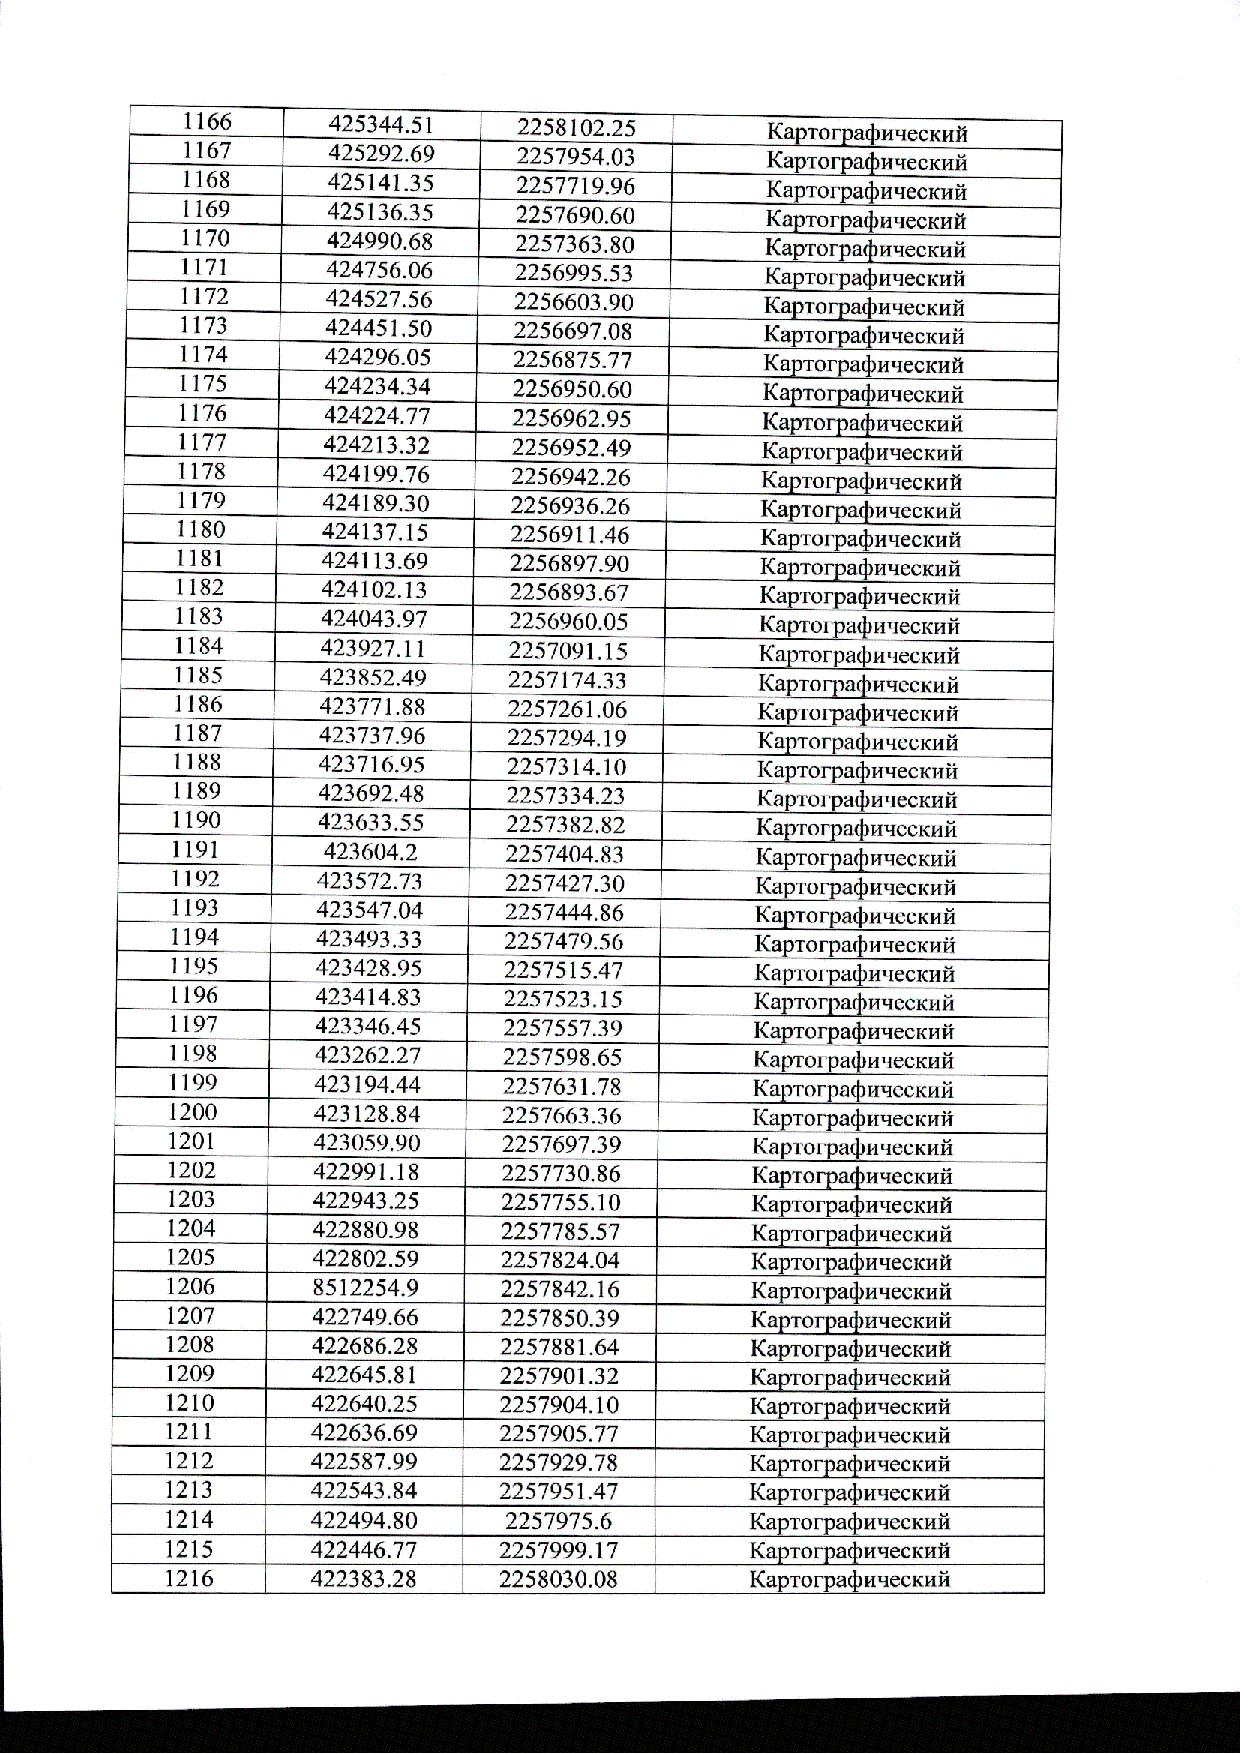 1166 425344.51 2258102.25 Картографический
1167 425292.69 2257954.03 Картографический
1168 425141.35 2257719.96 Картографический
1169 425136.35 2257690.60 Картографический
1170 424990.68 2257363.80 Картографический
1171 424756.06 2256995.53 Картографический
1172 424527.56 2256603.90 Картографический
1173 424451.50 2256697.08 Картографический
1174 424296.05 2256875.77 Картографический
1175 424234.34 2256950.60 Картографический
1176 424224.77 2256962.95 Картографический
1177 424213.32 2256952.49 Картографический
1178 424199.76 2256942.26 Картографический
1179 424189.30 2256936.26 Картографический
1180 424137.15 2256911.46 Картографический
1181 424113.69 2256897.90 Картографический
1182 424102.13 2256893.67 Картографический
1183 424043.97 2256960.05 Картографический
1184 423927.11 2257091.15 Картографический
1185 423852.49 2257174.33 Картографический
1186 423771.88 2257261.06 Картографический
1187 423737.96 2257294.19 Картографический
1188 423716.95 2257314.10 Картографический
1189 423692.48 2257334.23 Картографический
1190 423633.55 2257382.82 Картографический
1191 423604.2 2257404.83 Картографический
1192 423572.73 2257427.30 Картографический
1193 423547.04 2257444.86 Картографический
1194 423493.33 2257479.56 Картографический
1195 423428.95 2257515.47 Картографический
1196 423414.83 2257523.15 Картографический
1197 423346.45 2257557.39 Картографический
1198 423262.27 2257598.65 Картографический
1199 423194.44 2257631.78 Картографический
1200 423128.84 2257663.36 Картографический
1201 423059.90 2257697.39 Картографический
1202 422991.18 2257730.86 Картографический
1203 422943.25 2257755.10 Картографический
1204 422880.98 2257785.57 Картографический
1205 422802.59 2257824.04 Картографический
1206 8512254.9 2257842.16 Картографический
1207 422749.66 2257850.39 Картографический
1208 422686.28 2257881.64 Картографический
1209 422645.81 2257901.32 Картографический
1210 422640.25 2257904.10 Картографический
1211 422636.69 2257905.77 Картографический
1212 422587.99 2257929.78 Картографический
1213 422543.84 2257951.47 Картографический
1214 422494.80 2257975.6 Картографический
1215 422446.77 2257999.17 Картографический
1216 422383.28 2258030.08 Картографический